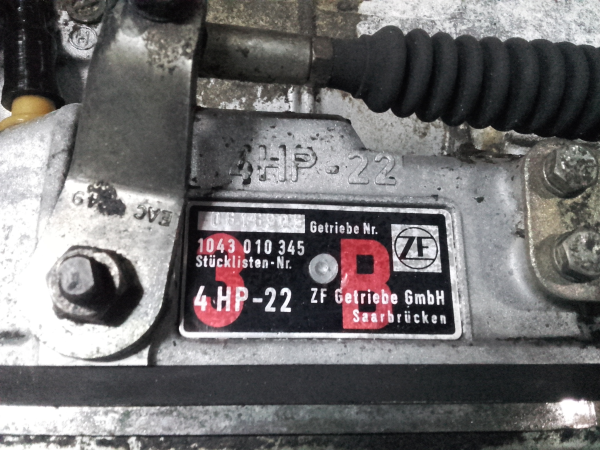 4HP-22
Getriebe Nr.
1043 010 345
Stücklisten-Nr.
ZF
3 B
4 HP-22 ZF Getriebe GmbH
Saarbrücken